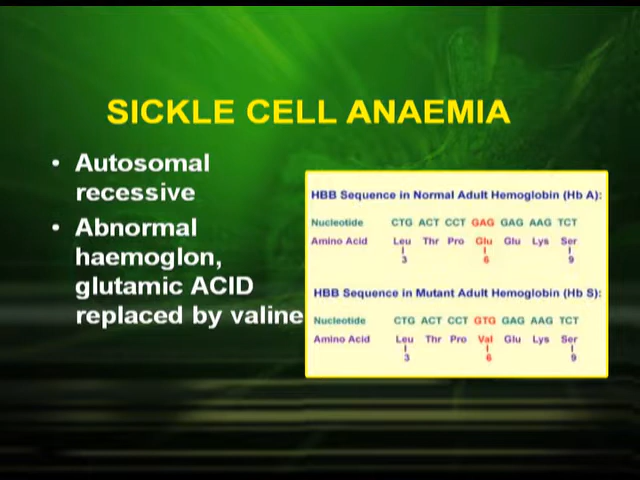 SICKLE CELL ANAEMIA
• Autosomal
recessive
• Abnormal
haemoglon,
glutamic ACID
replaced by valine
HBB Sequence in Normal Adult Hemoglobin (Hb A):
Nucleotide CTG ACT CCT GAG GAG AAG TCT
Amino Acid Leu Thr Pro Glu Glu Lys Ser
3 6 9
HBB Sequence in Mutant Adult Hemoglobin (Hb S):
Nucleotide CTG ACT CCT GTG GAG AAG TCT
Amino Acid Leu Thr Pro Val Glu Lys Ser
3 6 9